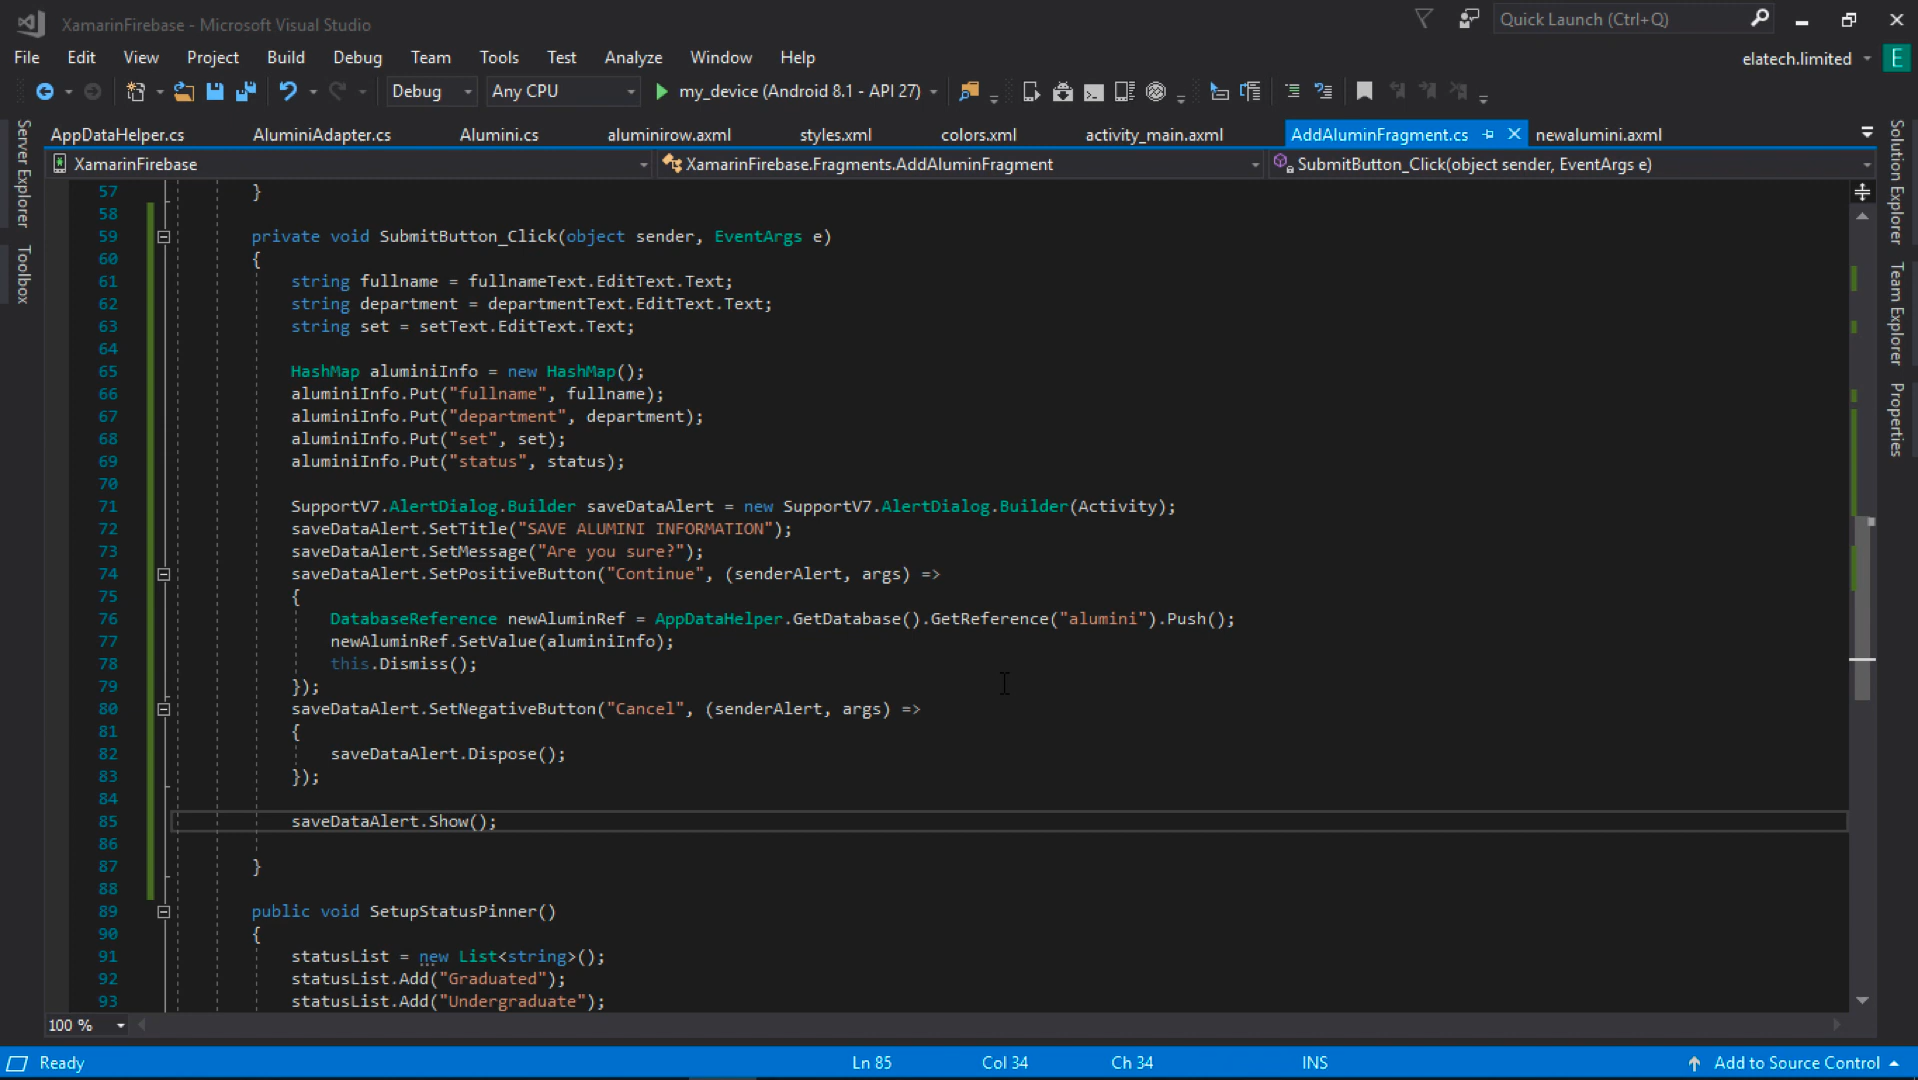 XamarinFirebase - Microsoft Visual Studio
Quick Launch (Ctrl+Q)
File Edit View Project Build Debug Team Tools Test Analyze Window Help
elatech.limited E
Debug Any CPU my_device (Android 8.1 - API 27)
AppDataHelper.cs AluminiAdapter.cs Alumini.cs aluminirow.axml styles.xml colors.xml activity_main.axml AddAluminFragment.cs newalumini.axml
XamarinFirebase XamarinFirebase.Fragments.AddAluminFragment SubmitButton_Click(object sender, EventArgs e)
Server Explorer
Toolbox
Solution Explorer
Team Explorer
Properties
57 }
58
59 private void SubmitButton_Click(object sender, EventArgs e)
60 {
61 string fullname = fullnameText.EditText.Text;
62 string department = departmentText.EditText.Text;
63 string set = setText.EditText.Text;
64
65 HashMap aluminiInfo = new HashMap();
66 aluminiInfo.Put("fullname", fullname);
67 aluminiInfo.Put("department", department);
68 aluminiInfo.Put("set", set);
69 aluminiInfo.Put("status", status);
70
71 SupportV7.AlertDialog.Builder saveDataAlert = new SupportV7.AlertDialog.Builder(Activity);
72 saveDataAlert.SetTitle("SAVE ALUMINI INFORMATION");
73 saveDataAlert.SetMessage("Are you sure?");
74 saveDataAlert.SetPositiveButton("Continue", (senderAlert, args) =>
75 {
76 DatabaseReference newAluminRef = AppDataHelper.GetDatabase().GetReference("alumini").Push();
77 newAluminRef.SetValue(aluminiInfo);
78 this.Dismiss();
79 });
80 saveDataAlert.SetNegativeButton("Cancel", (senderAlert, args) =>
81 {
82 saveDataAlert.Dispose();
83 });
84
85 saveDataAlert.Show();
86
87 }
88
89 public void SetupStatusPinner()
90 {
91 statusList = new List<string>();
92 statusList.Add("Graduated");
93 statusList.Add("Undergraduate");
100 %
Ready Ln 85 Col 34 Ch 34 INS Add to Source Control